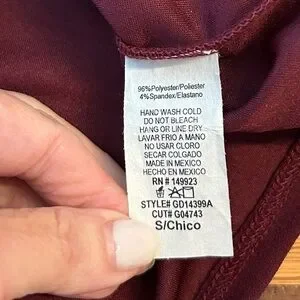 96%Polyester/Poliester
4%Spandex/Elastano
HAND WASH COLD
DO NOT BLEACH
HANG OR LINE DRY
LAVAR FRIO A MANO
NO USAR CLORO
SECAR COLGADO
MADE IN MEXICO
HECHO EN MEXICO
RN # 149923
STYLE# GD14399A
CUT# G04743
S/Chico